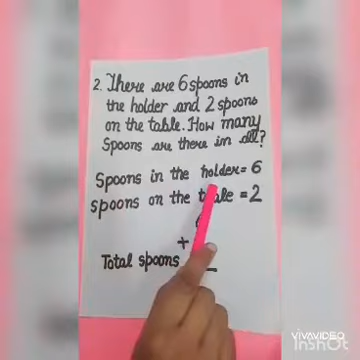 2. There are 6 spoons in
the holder and 2 spoons
on the table. How many
Spoons are there in all?
Spoons in the holder = 6
spoons on the table = 2
+
Total spoons
VIVAVIDEO
InShot